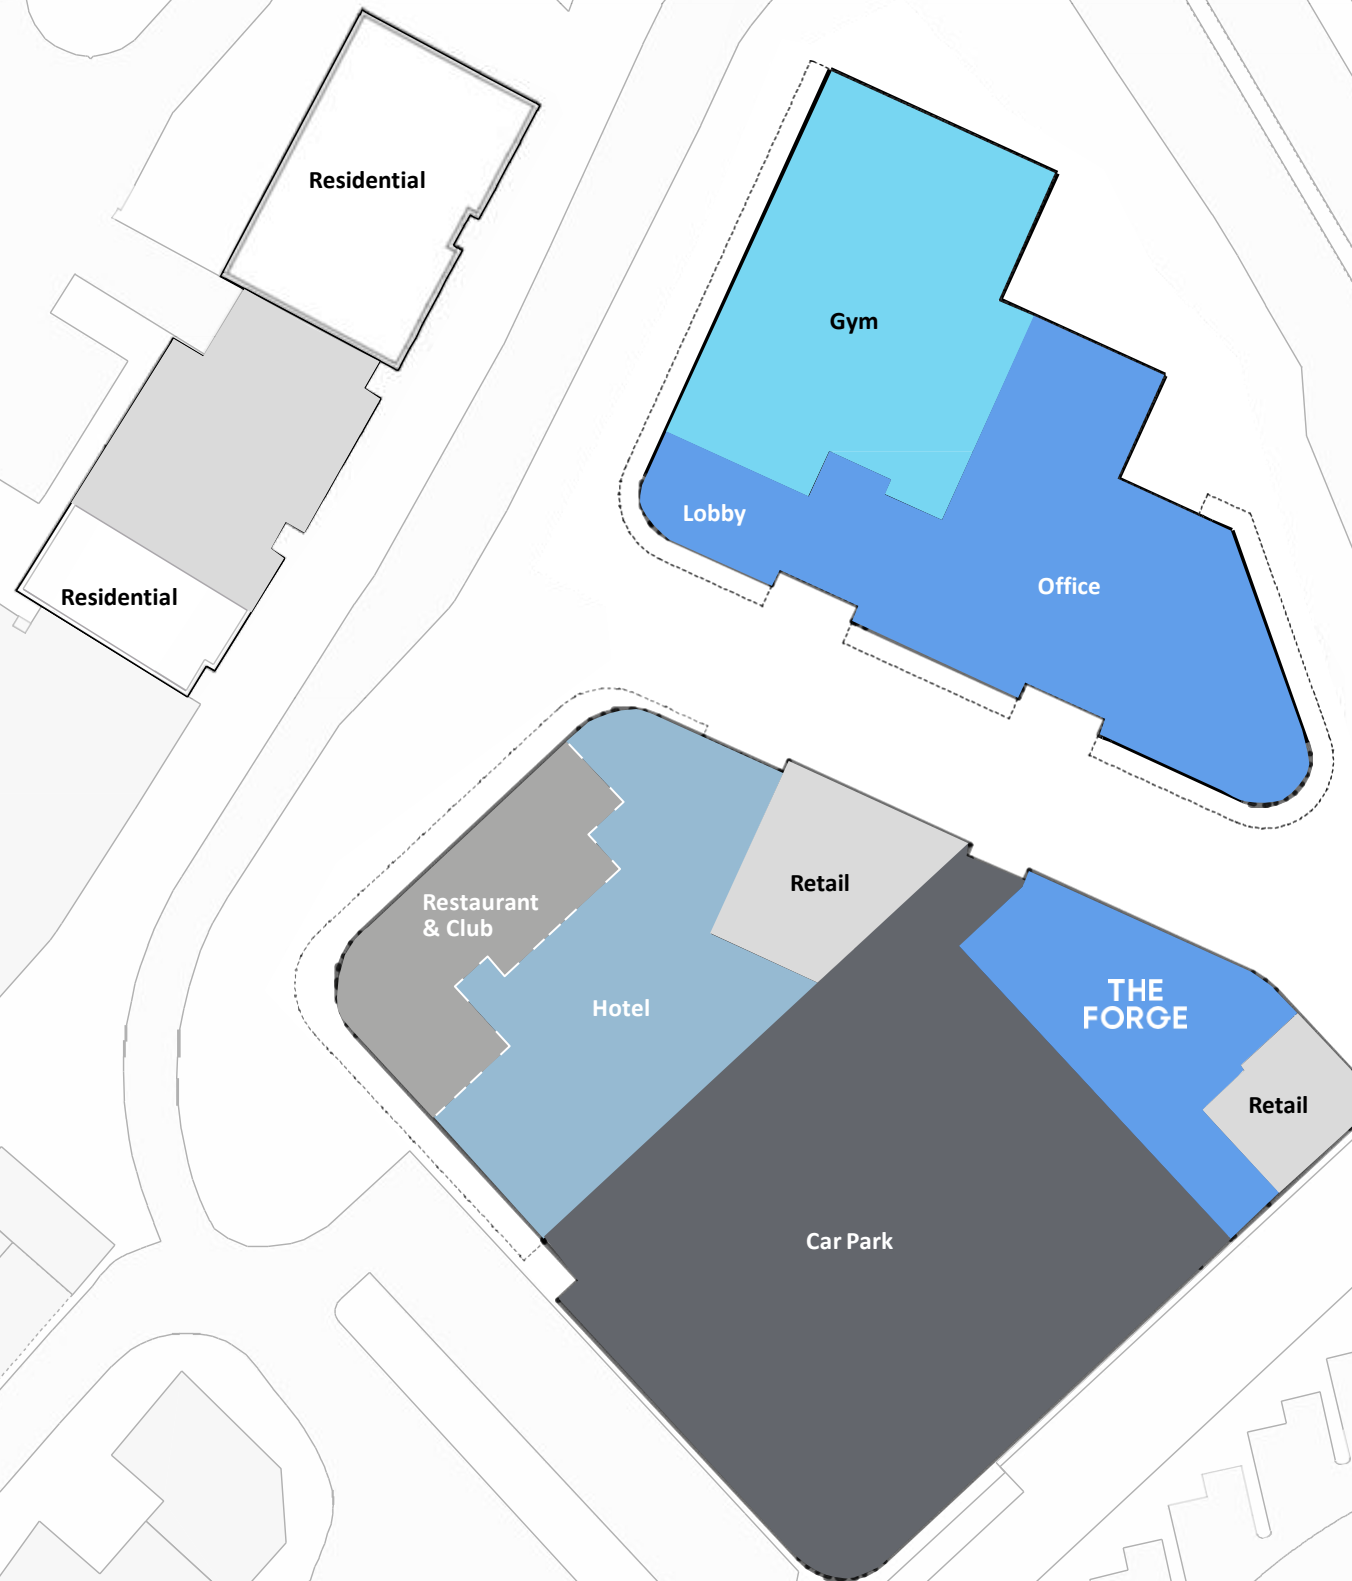 Residential
Gym
Lobby
Office
Residential
Retail
Restaurant
& Club
Hotel
THE
FORGE
Retail
Car Park